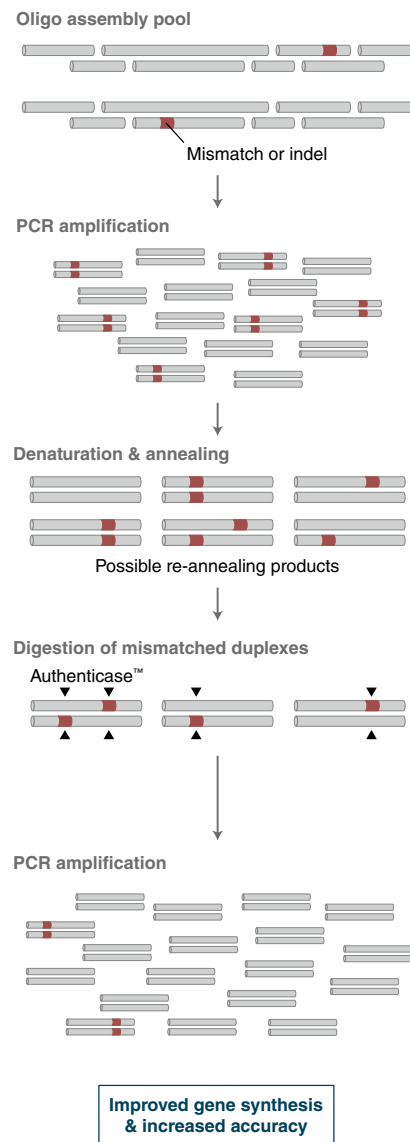 Oligo assembly pool
Mismatch or indel
PCR amplification
Denaturation & annealing
Possible re-annealing products
Digestion of mismatched duplexes
Authenticase™
PCR amplification
Improved gene synthesis
& increased accuracy